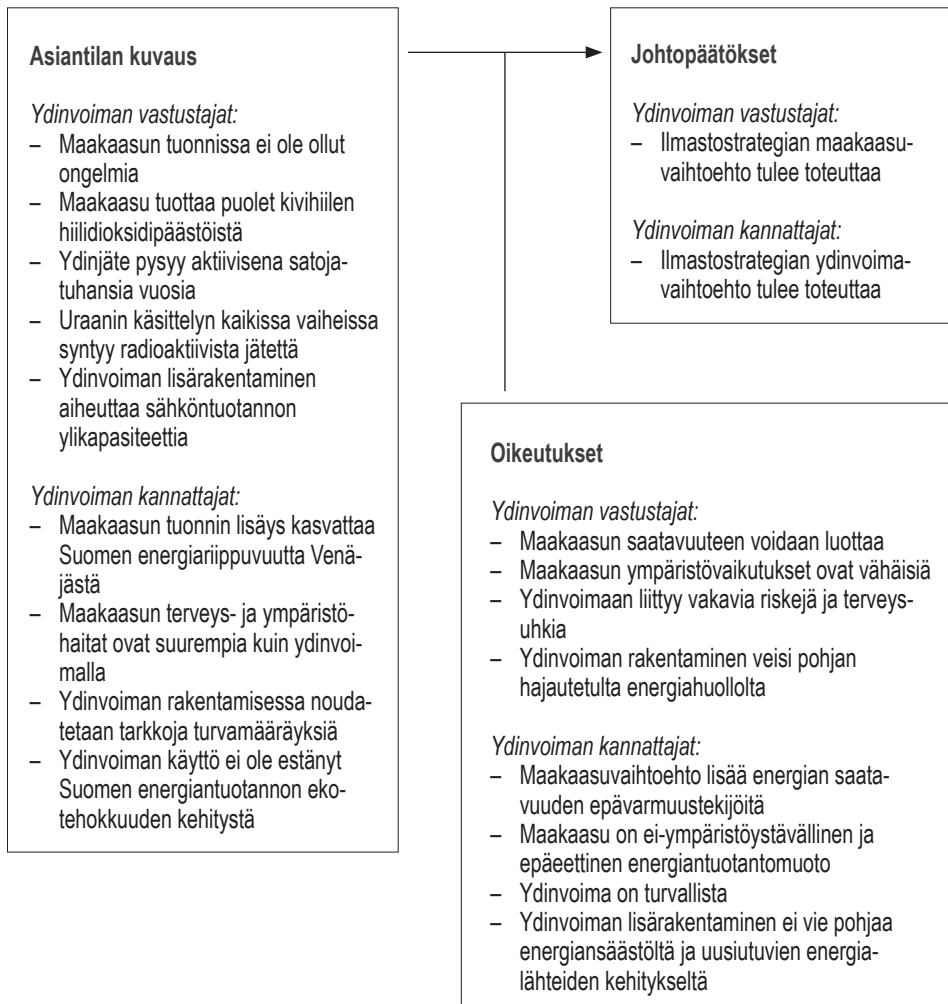 Asiantilan kuvaus
Ydinvoiman vastustajat:
– Maakaasun tuonnissa ei ole ollut
ongelmia
– Maakaasu tuottaa puolet kivihiilen
hiilidioksidipäästöistä
– Ydinjäte pysyy aktiivisena satoja-
tuhansia vuosia
– Uraanin käsittelyn kaikissa vaiheissa
syntyy radioaktiivista jätettä
– Ydinvoiman lisärakentaminen
aiheuttaa sähköntuotannon
ylikapasiteettia
Ydinvoiman kannattajat:
– Maakaasun tuonnin lisäys kasvattaa
Suomen energiariippuvuutta Venä-
jästä
– Maakaasun terveys- ja ympäristö-
haitat ovat suurempia kuin ydinvoi-
malla
– Ydinvoiman rakentamisessa nouda-
tetaan tarkkoja turvamääräyksiä
– Ydinvoiman käyttö ei ole estänyt
Suomen energiantuotannon eko-
tehokkuuden kehitystä
Johtopäätökset
Ydinvoiman vastustajat:
– Ilmastostrategian maakaasu-
vaihtoehto tulee toteuttaa
Ydinvoiman kannattajat:
– Ilmastostrategian ydinvoima-
vaihtoehto tulee toteuttaa
Oikeutukset
Ydinvoiman vastustajat:
– Maakaasun saatavuuteen voidaan luottaa
– Maakaasun ympäristövaikutukset ovat vähäisiä
– Ydinvoimaan liittyy vakavia riskejä ja terveys-
uhkia
– Ydinvoiman rakentaminen veisi pohjan
hajautetulta energiahuollolta
Ydinvoiman kannattajat:
– Maakaasuvaihtoehto lisää energian saata-
vuuden epävarmuustekijöitä
– Maakaasu on ei-ympäristöystävällinen ja
epäeettinen energiantuotantomuoto
– Ydinvoima on turvallista
– Ydinvoiman lisärakentaminen ei vie pohjaa
energiansäästöltä ja uusiutuvien energia-
lähteiden kehitykseltä